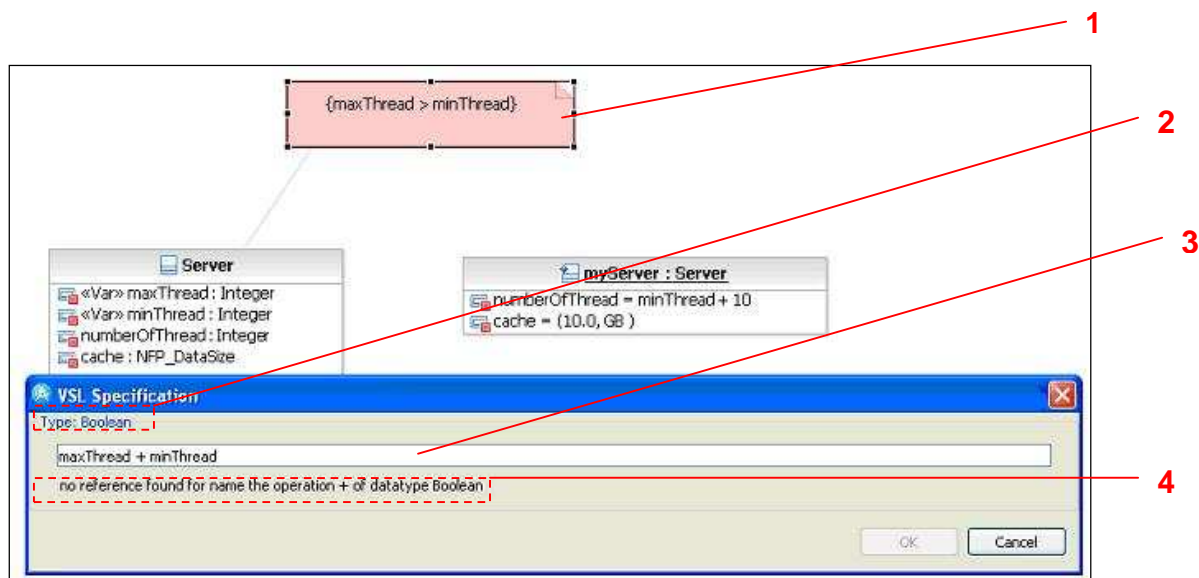 1
{maxThread > minThread}
2
3
Server
«Var» maxThread : Integer
«Var» minThread : Integer
numberOfThread : Integer
cache : NFP_DataSize
myServer : Server
numberOfThread = minThread + 10
cache = (10.0, GB )
VSL Specification
Type: Boolean
maxThread + minThread
no reference found for name the operation + of datatype Boolean
4
OK
Cancel